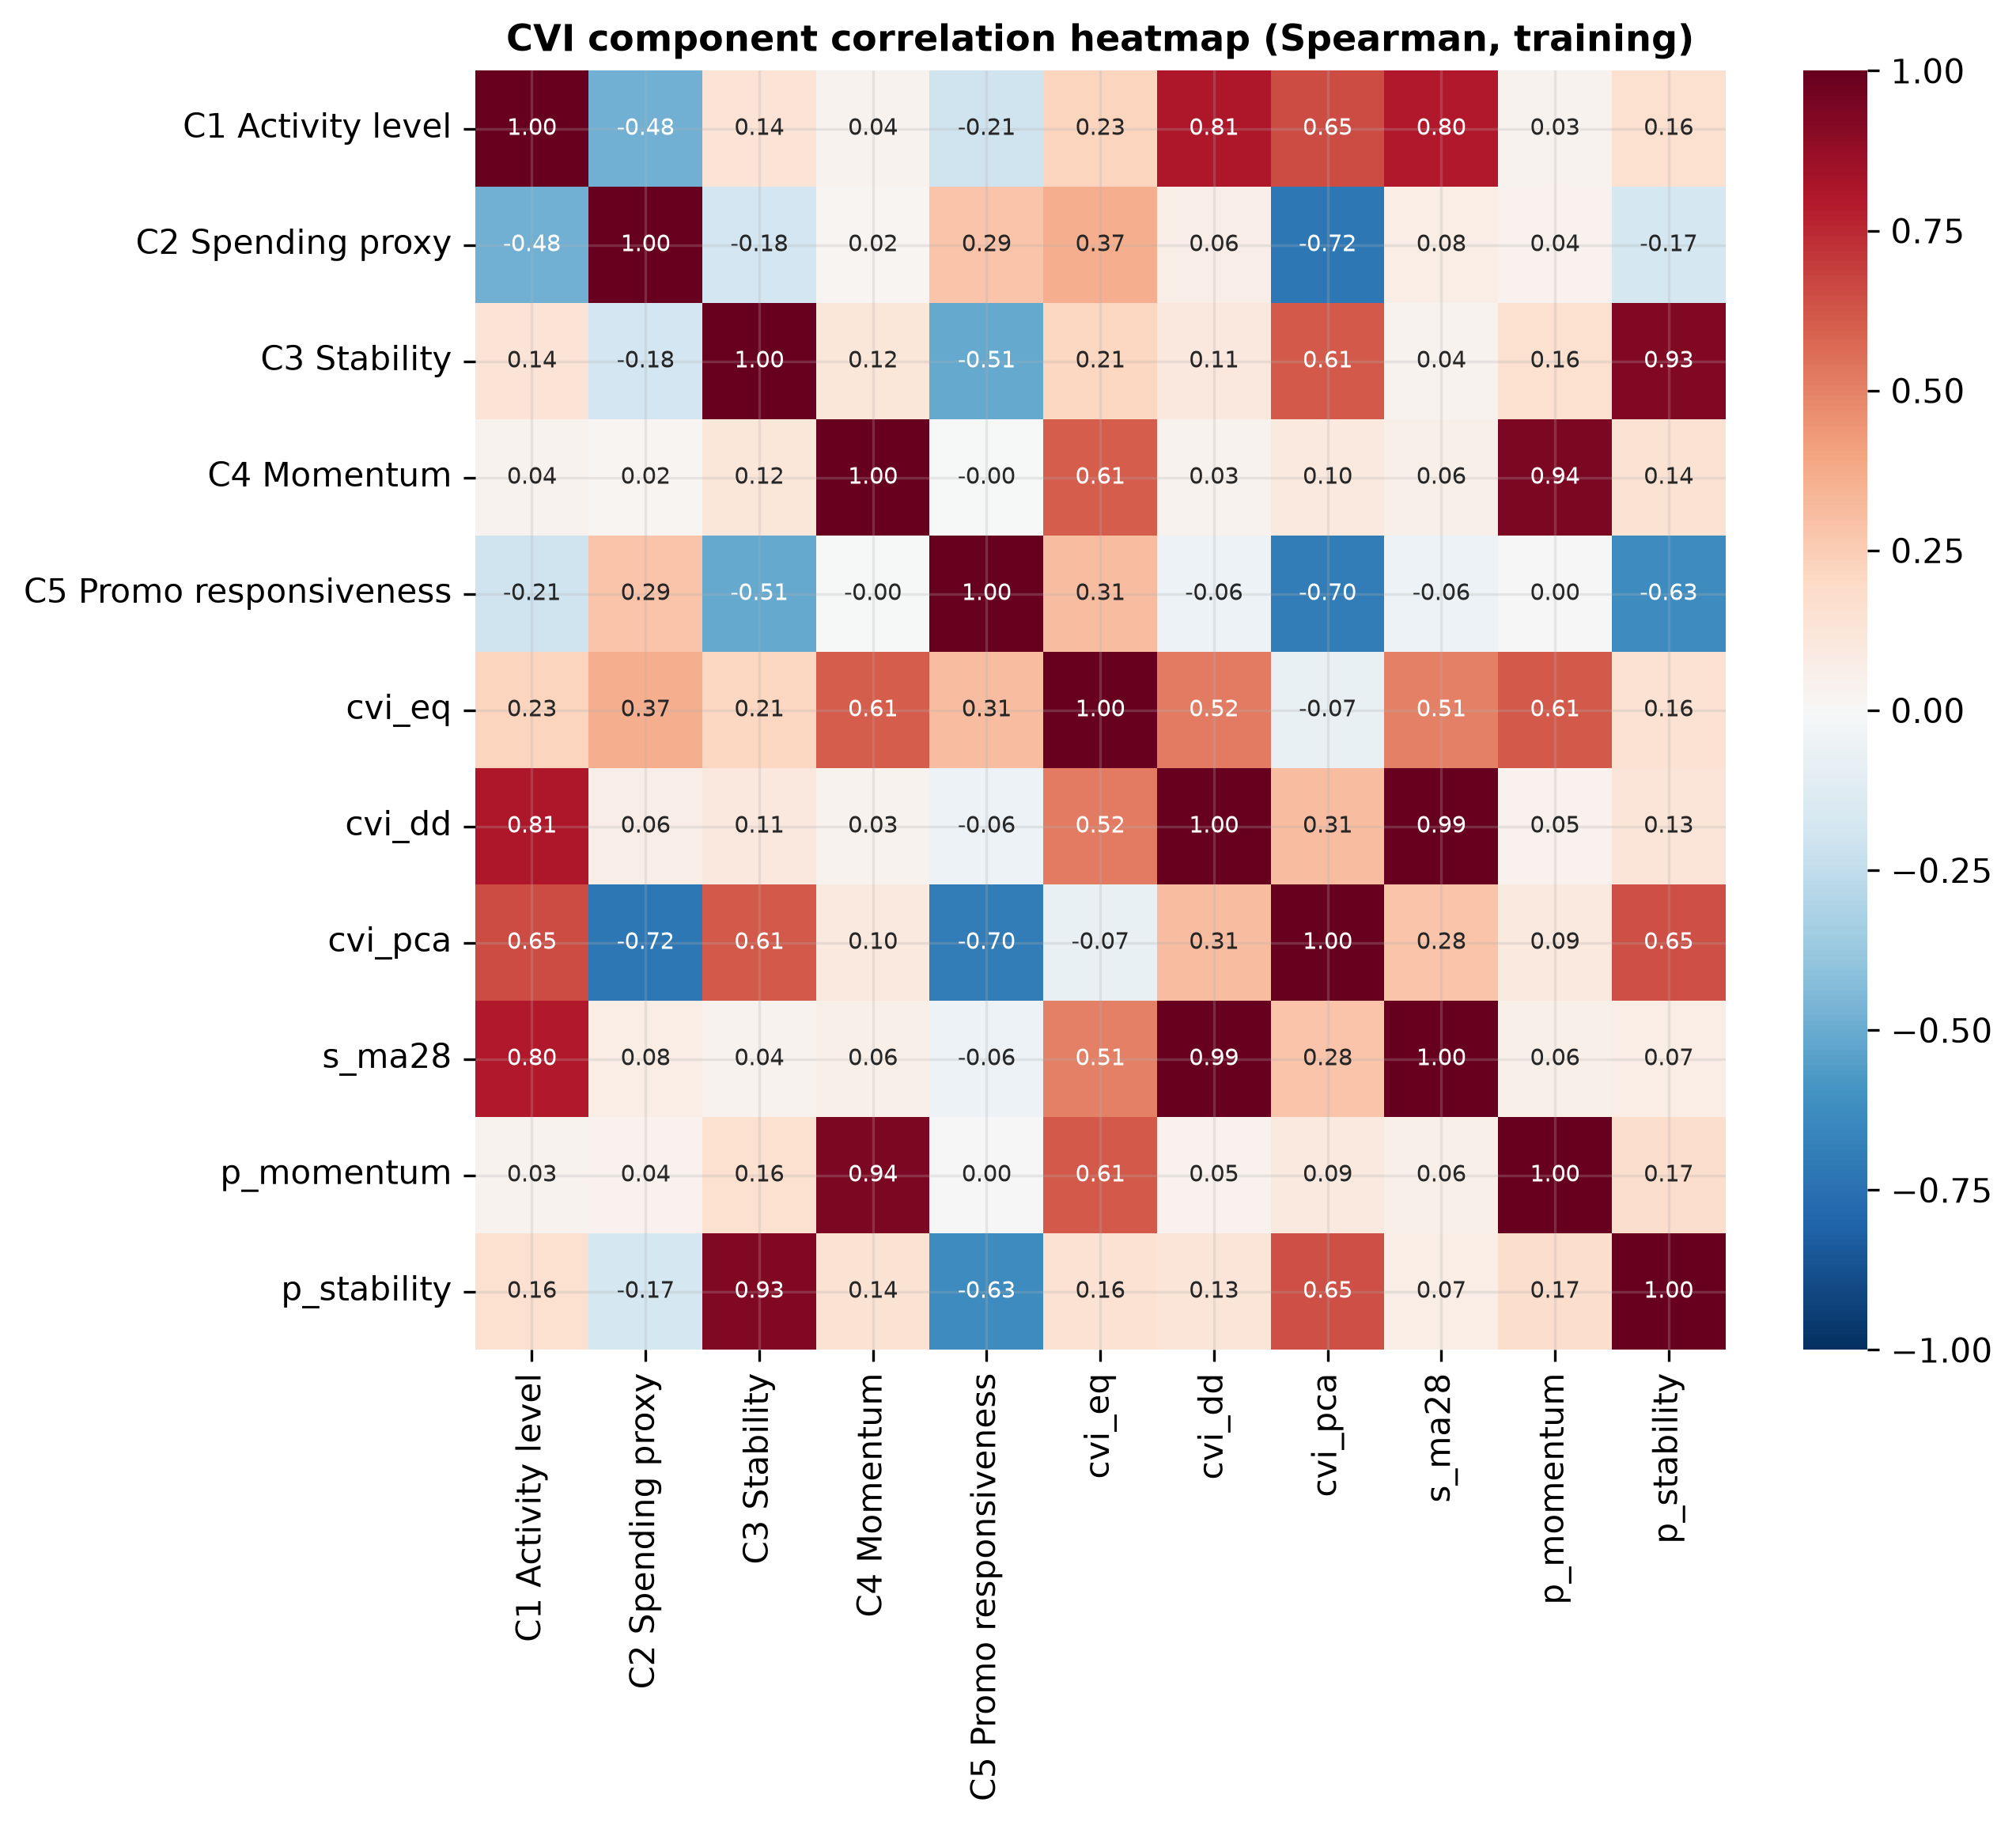 CVI component correlation heatmap (Spearman, training)
C1 Activity level 1.00 -0.48 0.14 0.04 -0.21 0.23 0.81 0.65 0.80 0.03 0.16
C2 Spending proxy -0.48 1.00 -0.18 0.02 0.29 0.37 0.06 -0.72 0.08 0.04 -0.17
C3 Stability 0.14 -0.18 1.00 0.12 -0.51 0.21 0.11 0.61 0.04 0.16 0.93
C4 Momentum 0.04 0.02 0.12 1.00 -0.00 0.61 0.03 0.10 0.06 0.94 0.14
C5 Promo responsiveness -0.21 0.29 -0.51 -0.00 1.00 0.31 -0.06 -0.70 -0.06 0.00 -0.63
cvi_eq 0.23 0.37 0.21 0.61 0.31 1.00 0.52 -0.07 0.51 0.61 0.16
cvi_dd 0.81 0.06 0.11 0.03 -0.06 0.52 1.00 0.31 0.99 0.05 0.13
cvi_pca 0.65 -0.72 0.61 0.10 -0.70 -0.07 0.31 1.00 0.28 0.09 0.65
s_ma28 0.80 0.08 0.04 0.06 -0.06 0.51 0.99 0.28 1.00 0.06 0.07
p_momentum 0.03 0.04 0.16 0.94 0.00 0.61 0.05 0.09 0.06 1.00 0.17
p_stability 0.16 -0.17 0.93 0.14 -0.63 0.16 0.13 0.65 0.07 0.17 1.00
C1 Activity level
C2 Spending proxy
C3 Stability
C4 Momentum
C5 Promo responsiveness
cvi_eq
cvi_dd
cvi_pca
s_ma28
p_momentum
p_stability
1.00
0.75
0.50
0.25
0.00
−0.25
−0.50
−0.75
−1.00